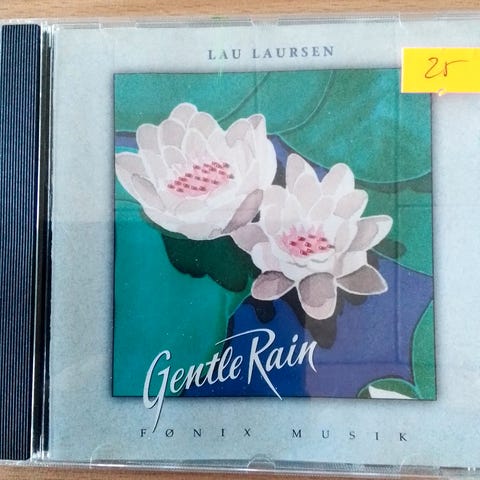 LAU LAURSEN
25
Gentle Rain
FØNIX MUSIK